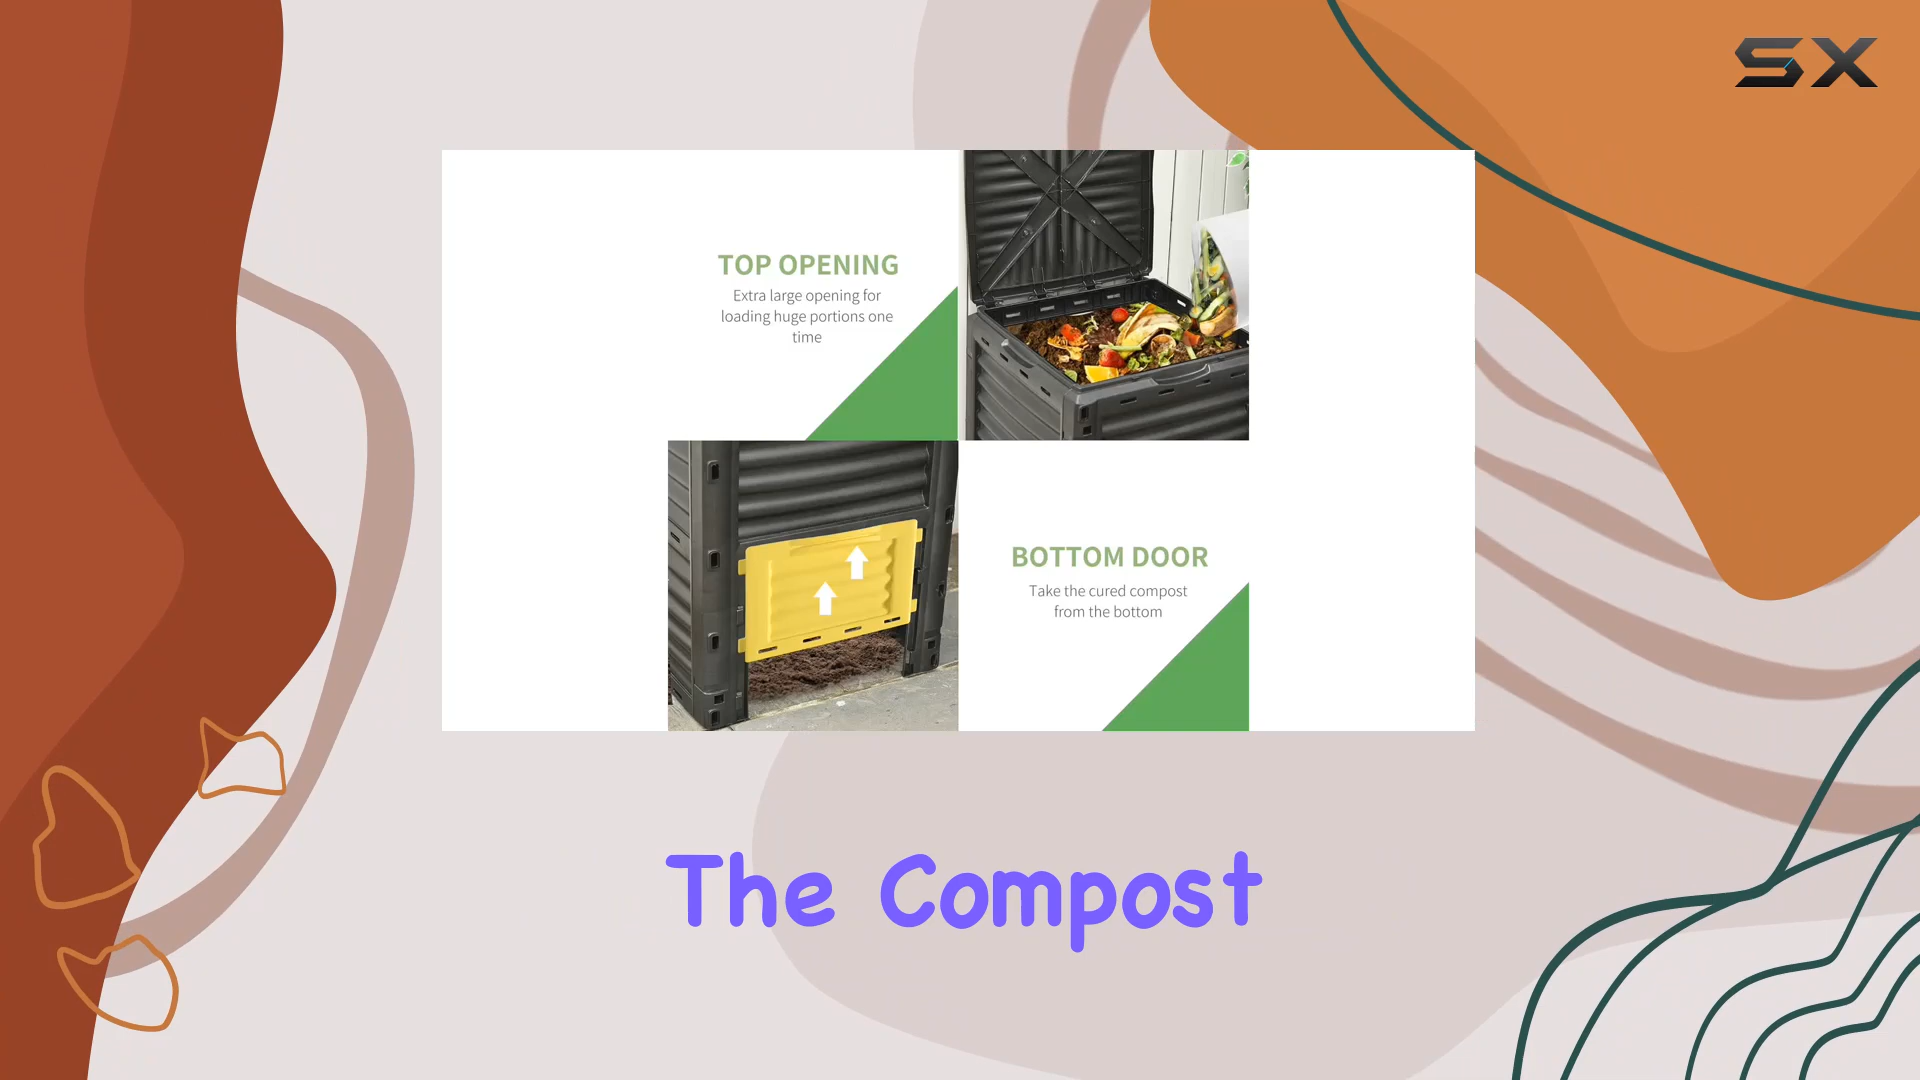 SX
TOP OPENING
Extra large opening for
loading huge portions one
time
BOTTOM DOOR
Take the cured compost
from the bottom
The Compost